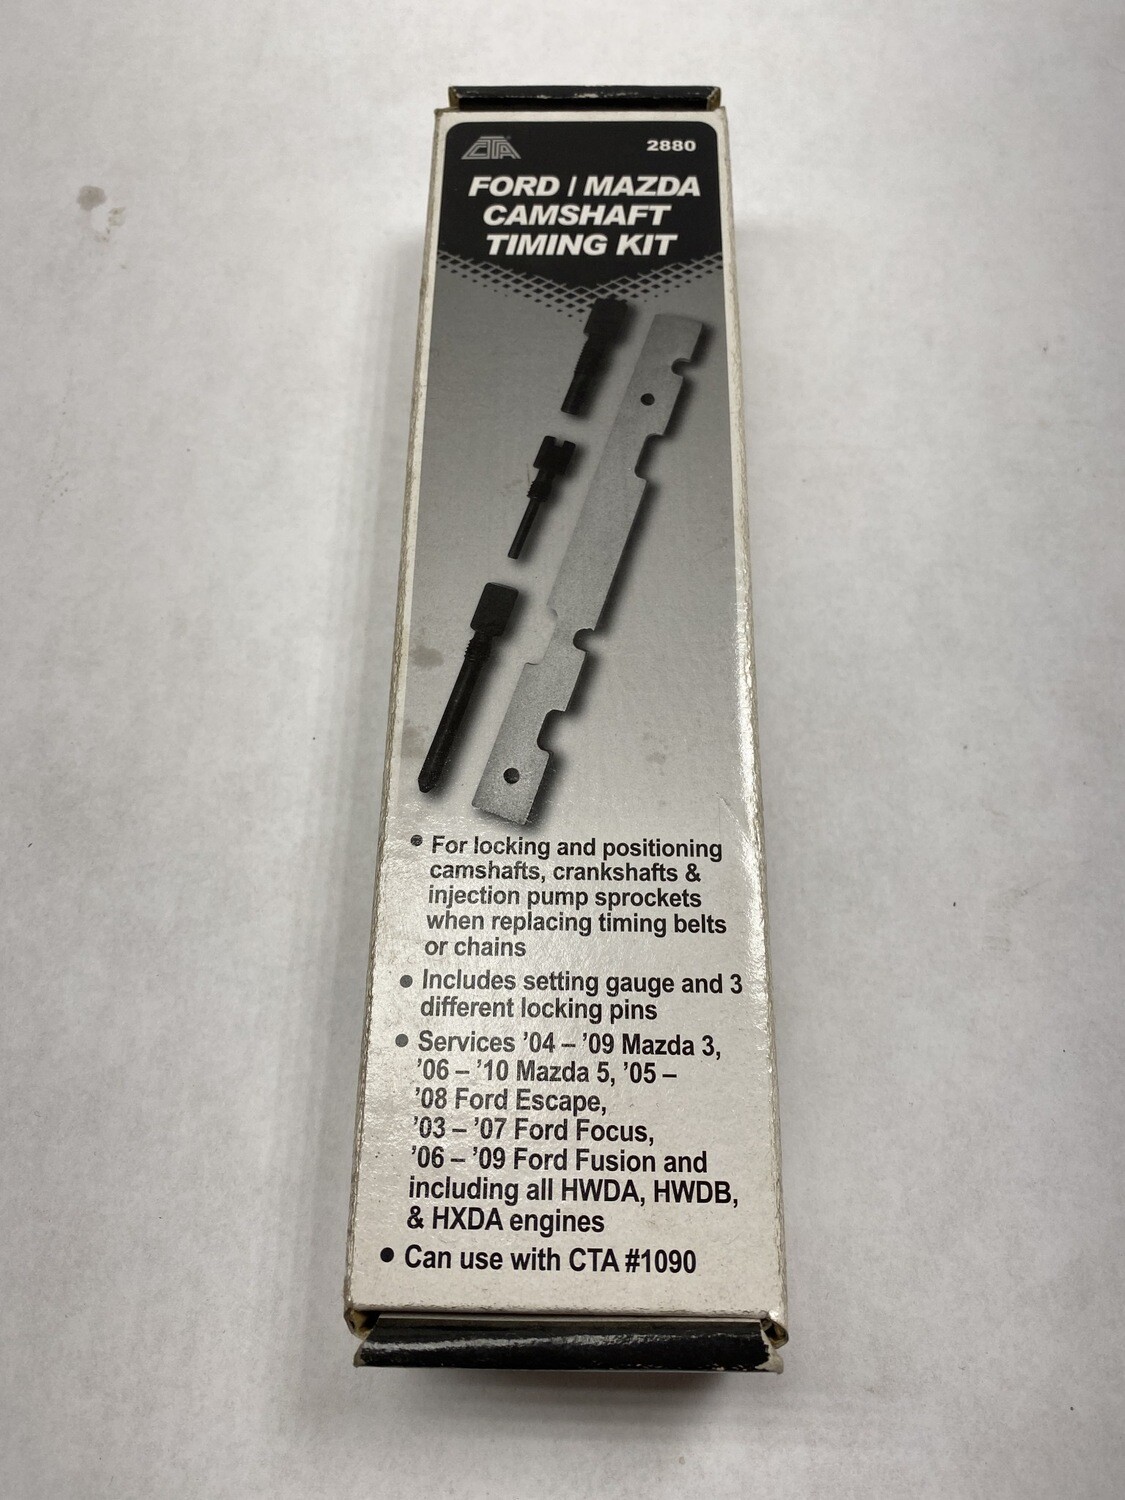 CTA
2880
FORD / MAZDA
CAMSHAFT
TIMING KIT
• For locking and positioning
camshafts, crankshafts &
injection pump sprockets
when replacing timing belts
or chains
• Includes setting gauge and 3
different locking pins
• Services ’04 – ’09 Mazda 3,
’06 – ’10 Mazda 5, ’05 –
’08 Ford Escape,
’03 – ’07 Ford Focus,
’06 – ’09 Ford Fusion and
including all HWDA, HWDB,
& HXDA engines
• Can use with CTA #1090